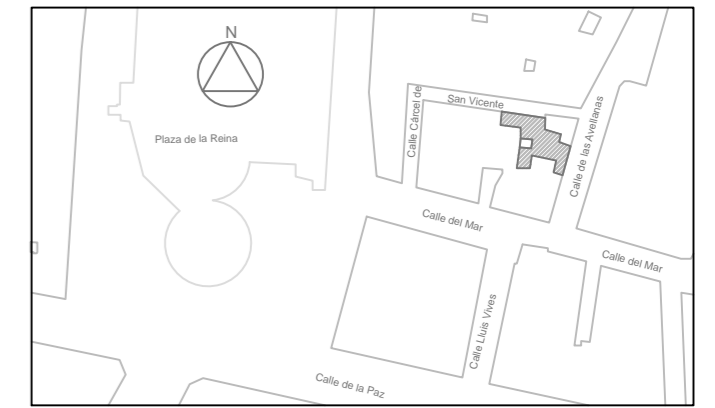 N
San Vicente
Calle Cárcel de
Plaza de la Reina
Calle de las Avellanas
Calle del Mar
Calle del Mar
Calle Lluis Vives
Calle de la Paz